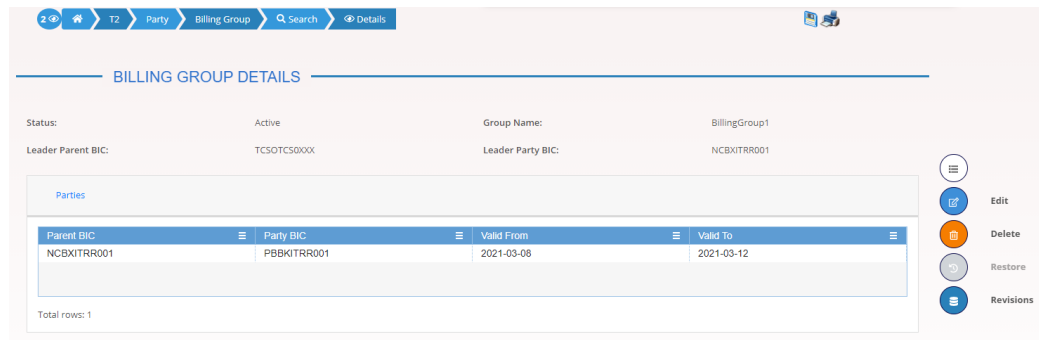 2 T2 Party Billing Group Search Details
BILLING GROUP DETAILS
Status: Active Group Name: BillingGroup1
Leader Parent BIC: TCSOTCS0XXX Leader Party BIC: NCBXITRR001
Parties
Edit
Parent BIC Party BIC Valid From Valid To
Delete
NCBXITRR001 PBBKITRR001 2021-03-08 2021-03-12
Restore
Revisions
Total rows: 1